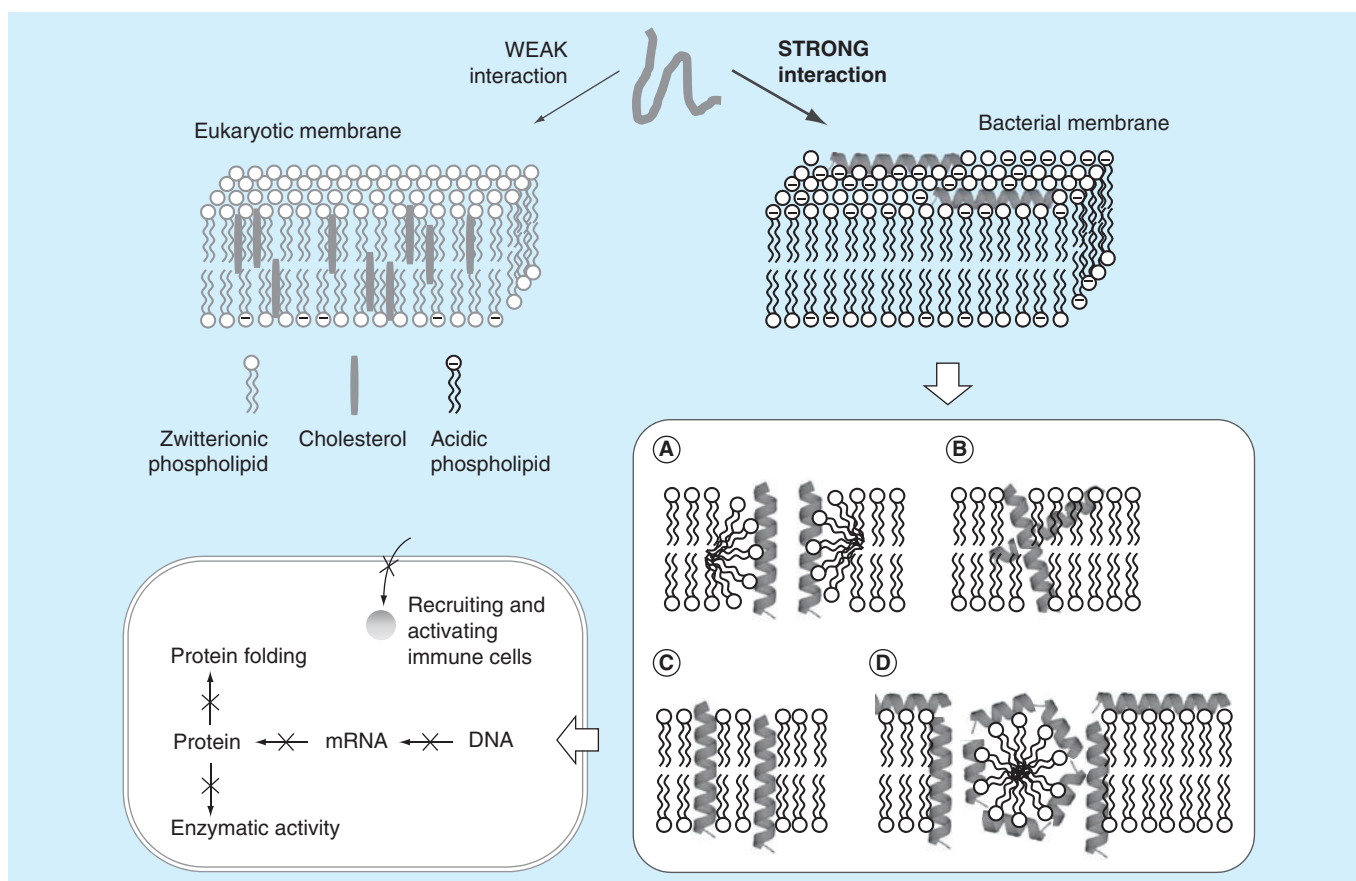 WEAK
interaction
STRONG
interaction
Eukaryotic membrane
Bacterial membrane
Zwitterionic
phospholipid
Cholesterol
Acidic
phospholipid
A
B
C
D
Recruiting and
activating
immune cells
Protein folding
Protein
mRNA
DNA
Enzymatic activity